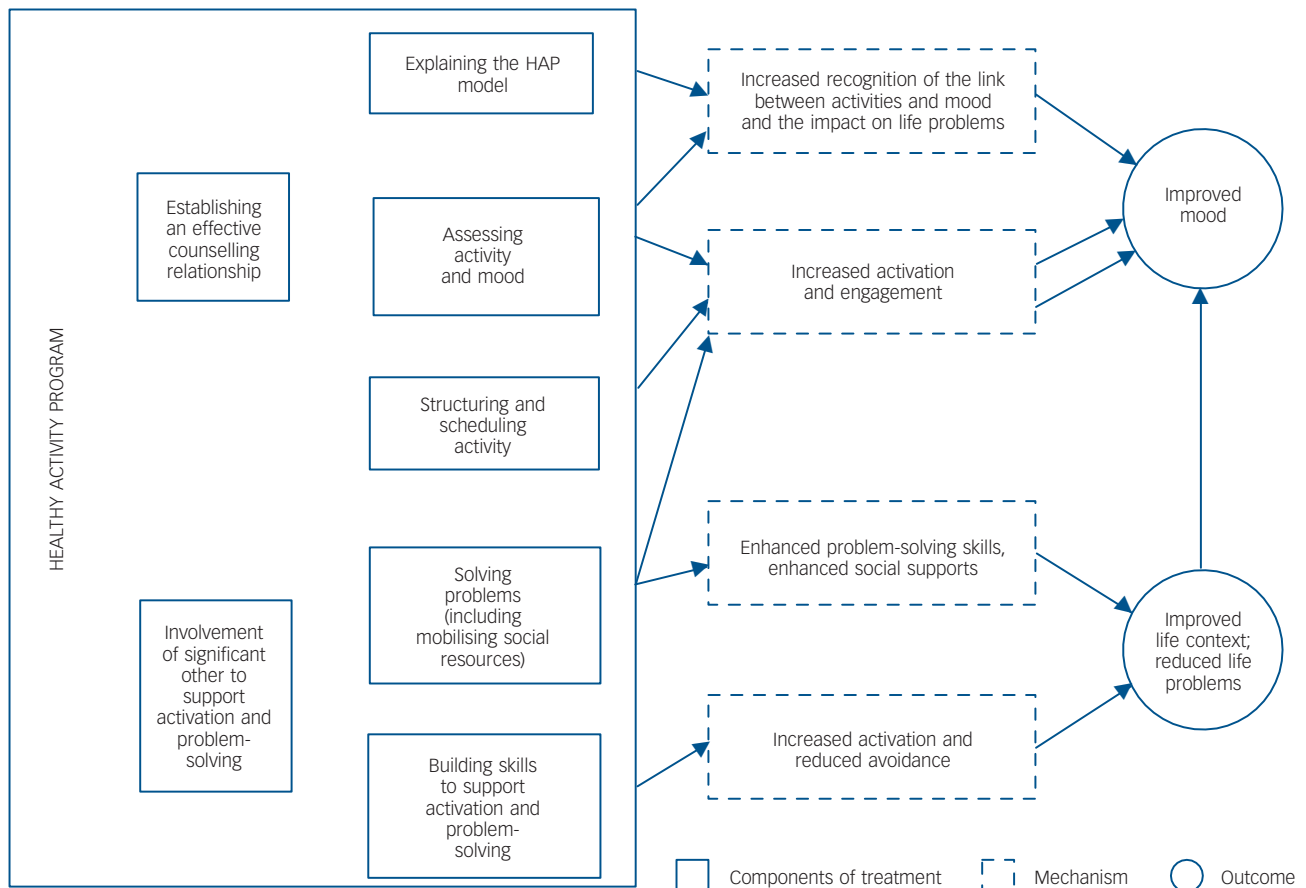 HEALTHY ACTIVITY PROGRAM
Establishing
an effective
counselling
relationship
Involvement
of significant
other to
support
activation and
problem-
solving
Explaining the HAP
model
Assessing
activity
and mood
Structuring and
scheduling
activity
Solving
problems
(including
mobilising social
resources)
Building skills
to support
activation and
problem-
solving
Increased recognition of the link
between activities and mood
and the impact on life problems
Increased activation
and engagement
Enhanced problem-solving skills,
enhanced social supports
Increased activation and
reduced avoidance
Improved
mood
Improved
life context;
reduced life
problems
Components of treatment
Mechanism
Outcome